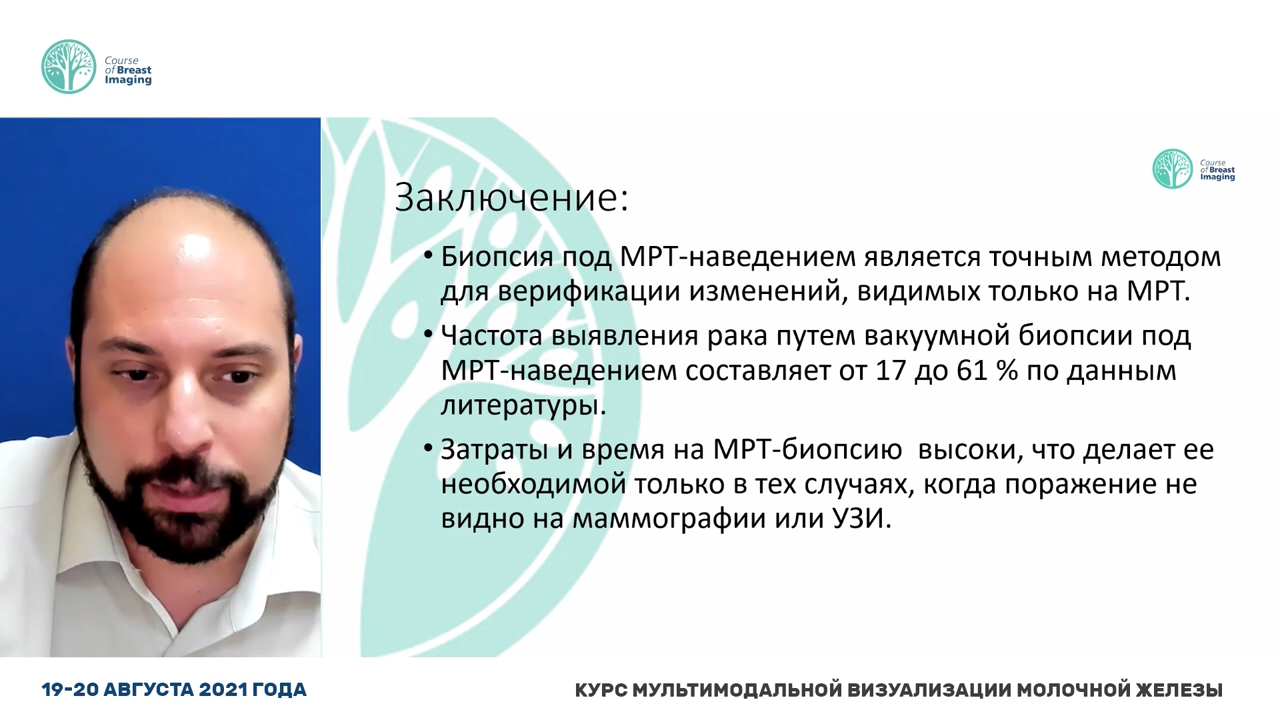 Course
of Breast
Imaging
Course
of Breast
Imaging
Заключение:
• Биопсия под МРТ-наведением является точным методом
для верификации изменений, видимых только на МРТ.
• Частота выявления рака путем вакуумной биопсии под
МРТ-наведением составляет от 17 до 61 % по данным
литературы.
• Затраты и время на МРТ-биопсию  высоки, что делает ее
необходимой только в тех случаях, когда поражение не
видно на маммографии или УЗИ.
19-20 АВГУСТА 2021 ГОДА
КУРС МУЛЬТИМОДАЛЬНОЙ ВИЗУАЛИЗАЦИИ МОЛОЧНОЙ ЖЕЛЕЗЫ